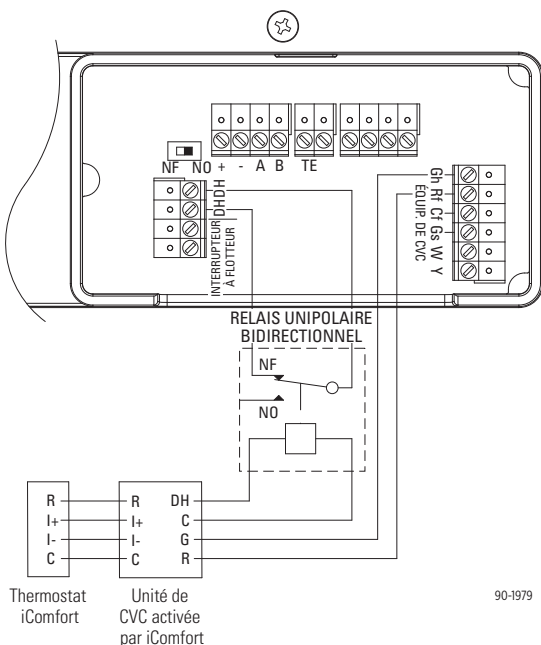 NF NO + - A B TE
DH DH
INTERRUPTEUR
À FLOTTEUR
Gh Rf Cf Gs W Y
ÉQUIP. DE CVC
RELAIS UNIPOLAIRE
BIDIRECTIONNEL
NF
NO
R R DH
I+ I+ C
I- I- G
C C R
Thermostat
iComfort
Unité de
CVC activée
par iComfort
90-1979